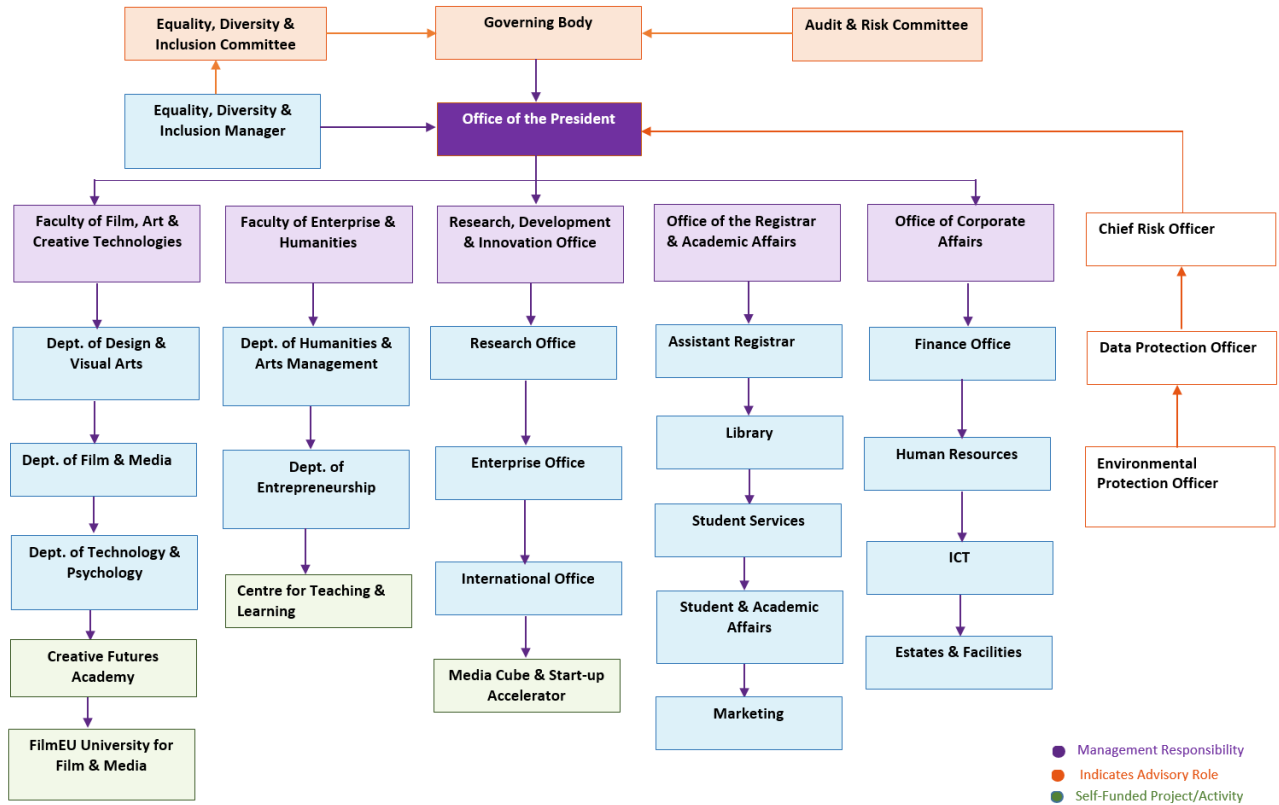 Equality, Diversity &
Inclusion Committee
Governing Body
Audit & Risk Committee
Equality, Diversity &
Inclusion Manager
Office of the President
Faculty of Film, Art &
Creative Technologies
Faculty of Enterprise &
Humanities
Research, Development
& Innovation Office
Office of the Registrar
& Academic Affairs
Office of Corporate
Affairs
Chief Risk Officer
Dept. of Design &
Visual Arts
Dept. of Humanities &
Arts Management
Research Office
Assistant Registrar
Finance Office
Data Protection Officer
Dept. of Film & Media
Dept. of
Entrepreneurship
Enterprise Office
Library
Human Resources
Environmental
Protection Officer
Dept. of Technology &
Psychology
Centre for Teaching &
Learning
International Office
Student Services
ICT
Creative Futures
Academy
Media Cube & Start-up
Accelerator
Student & Academic
Affairs
Estates & Facilities
FilmEU University for
Film & Media
Marketing
Management Responsibility
Indicates Advisory Role
Self-Funded Project/Activity